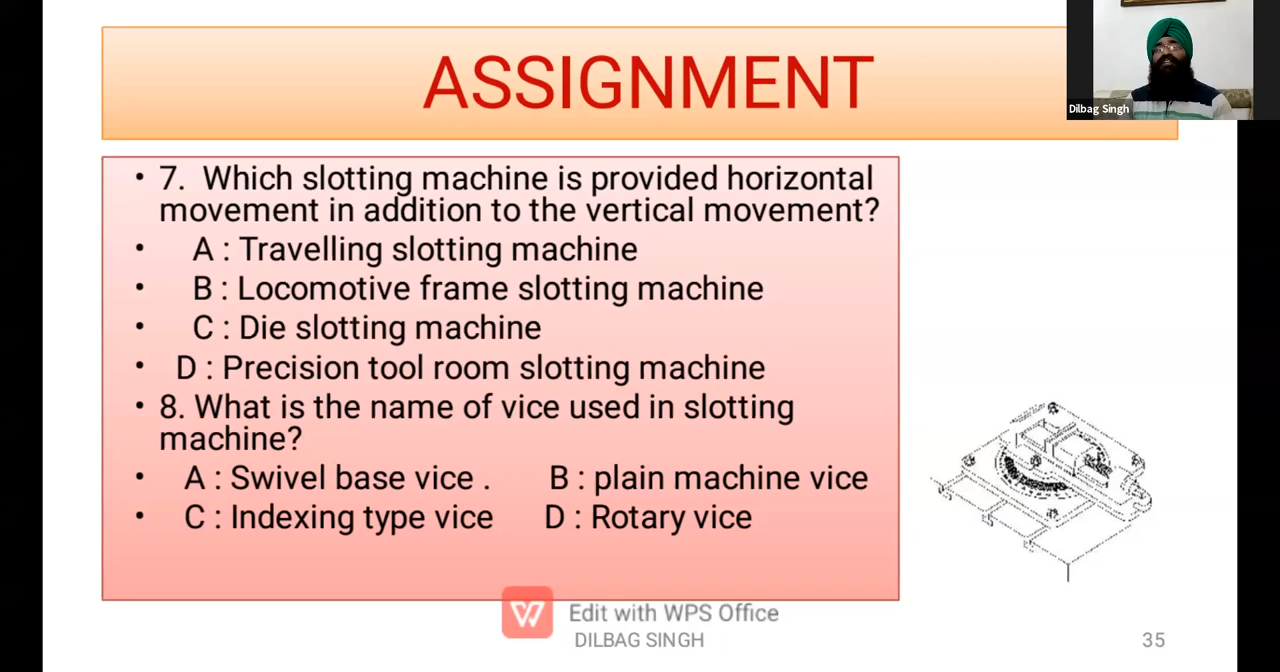 ASSIGNMENT
Dilbag Singh
• 7. Which slotting machine is provided horizontal
movement in addition to the vertical movement?
• A : Travelling slotting machine
• B : Locomotive frame slotting machine
• C : Die slotting machine
• D : Precision tool room slotting machine
• 8. What is the name of vice used in slotting
machine?
• A : Swivel base vice . B : plain machine vice
• C : Indexing type vice D : Rotary vice
Edit with WPS Office
DILBAG SINGH
35